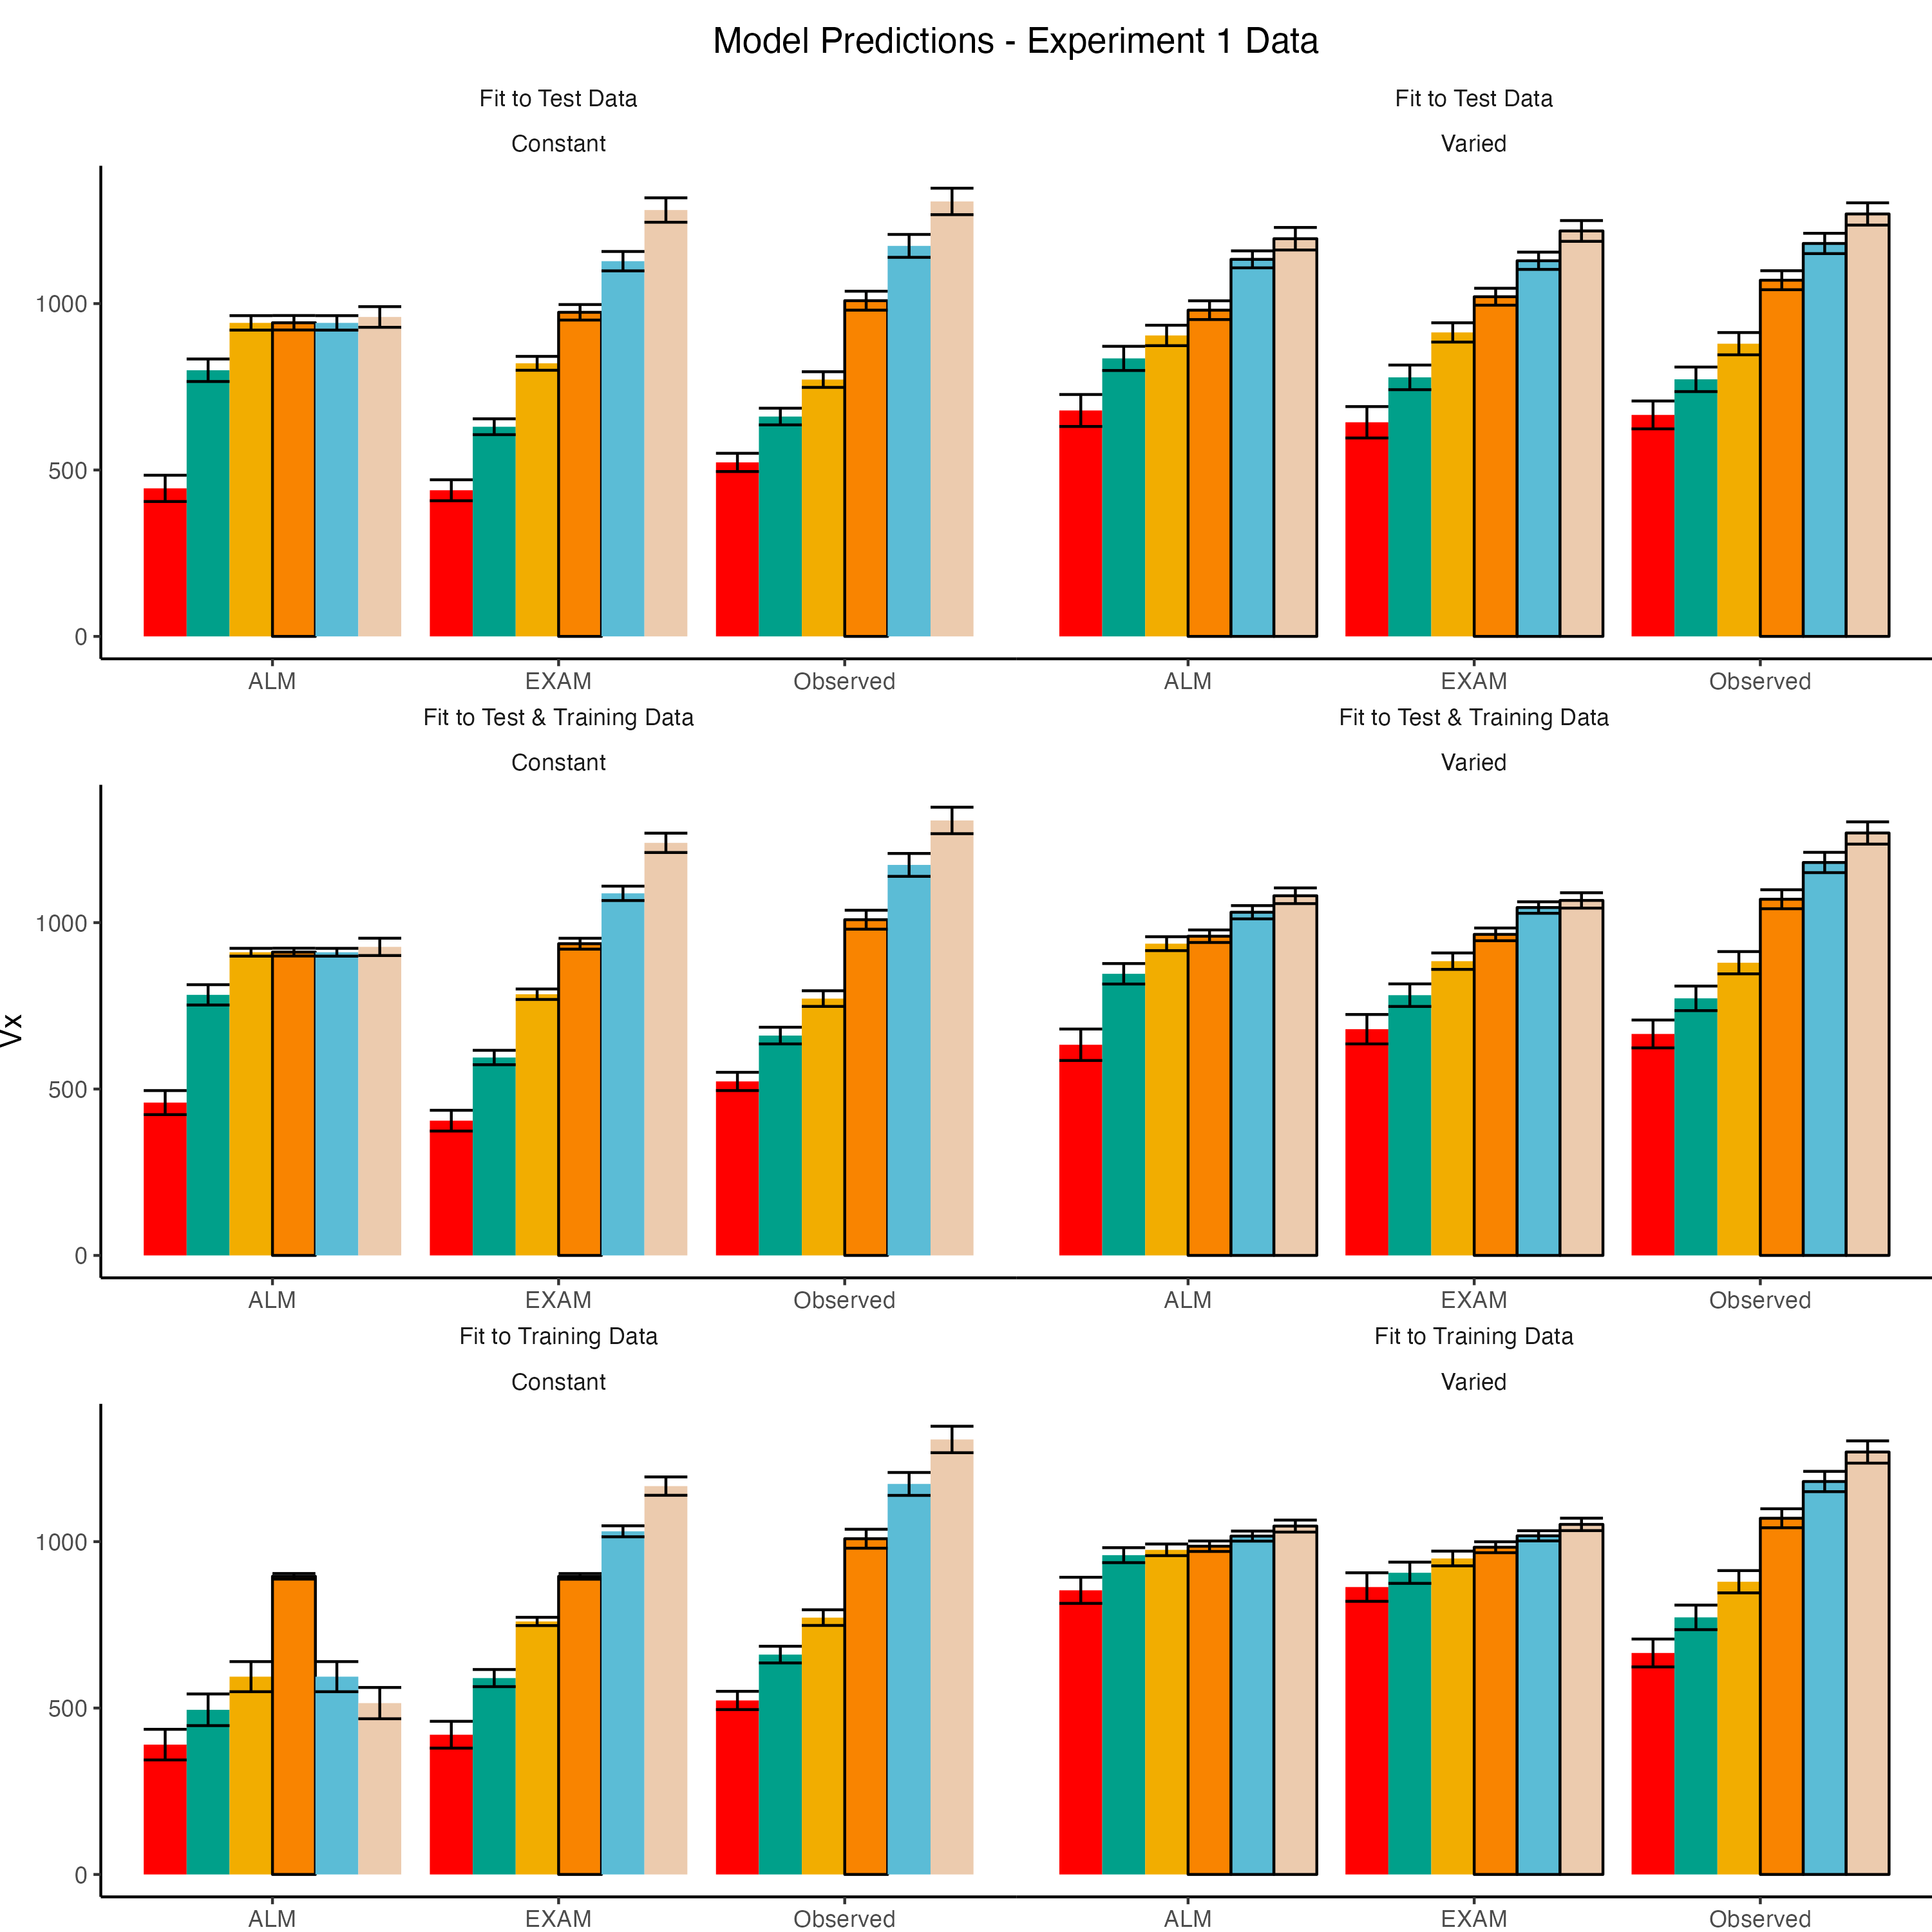 Model Predictions - Experiment 1 Data
Fit to Test Data
Fit to Test Data
Constant
Varied
1000
500
0
ALM
EXAM
Observed
ALM
EXAM
Observed
Fit to Test & Training Data
Fit to Test & Training Data
Constant
Varied
Vx
1000
500
0
ALM
EXAM
Observed
ALM
EXAM
Observed
Fit to Training Data
Fit to Training Data
Constant
Varied
1000
500
0
ALM
EXAM
Observed
ALM
EXAM
Observed